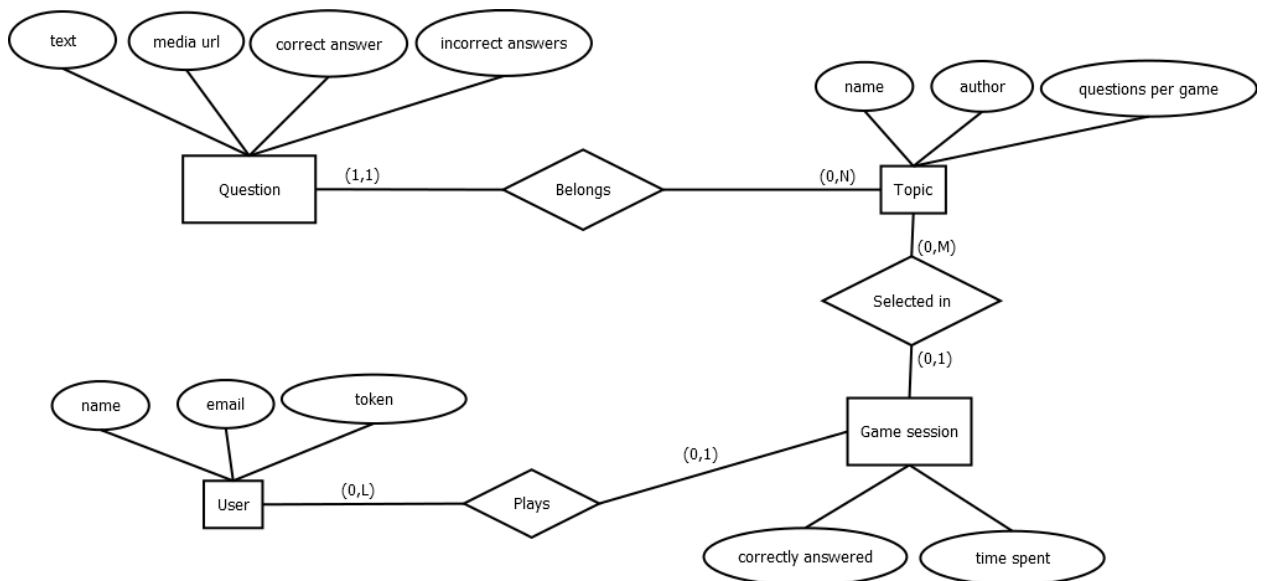 text
media url
correct answer
incorrect answers
name
author
questions per game
Question
(1,1)
Belongs
(0,N)
Topic
(0,M)
Selected in
(0,1)
name
email
token
Game session
(0,1)
User
(0,L)
Plays
correctly answered
time spent